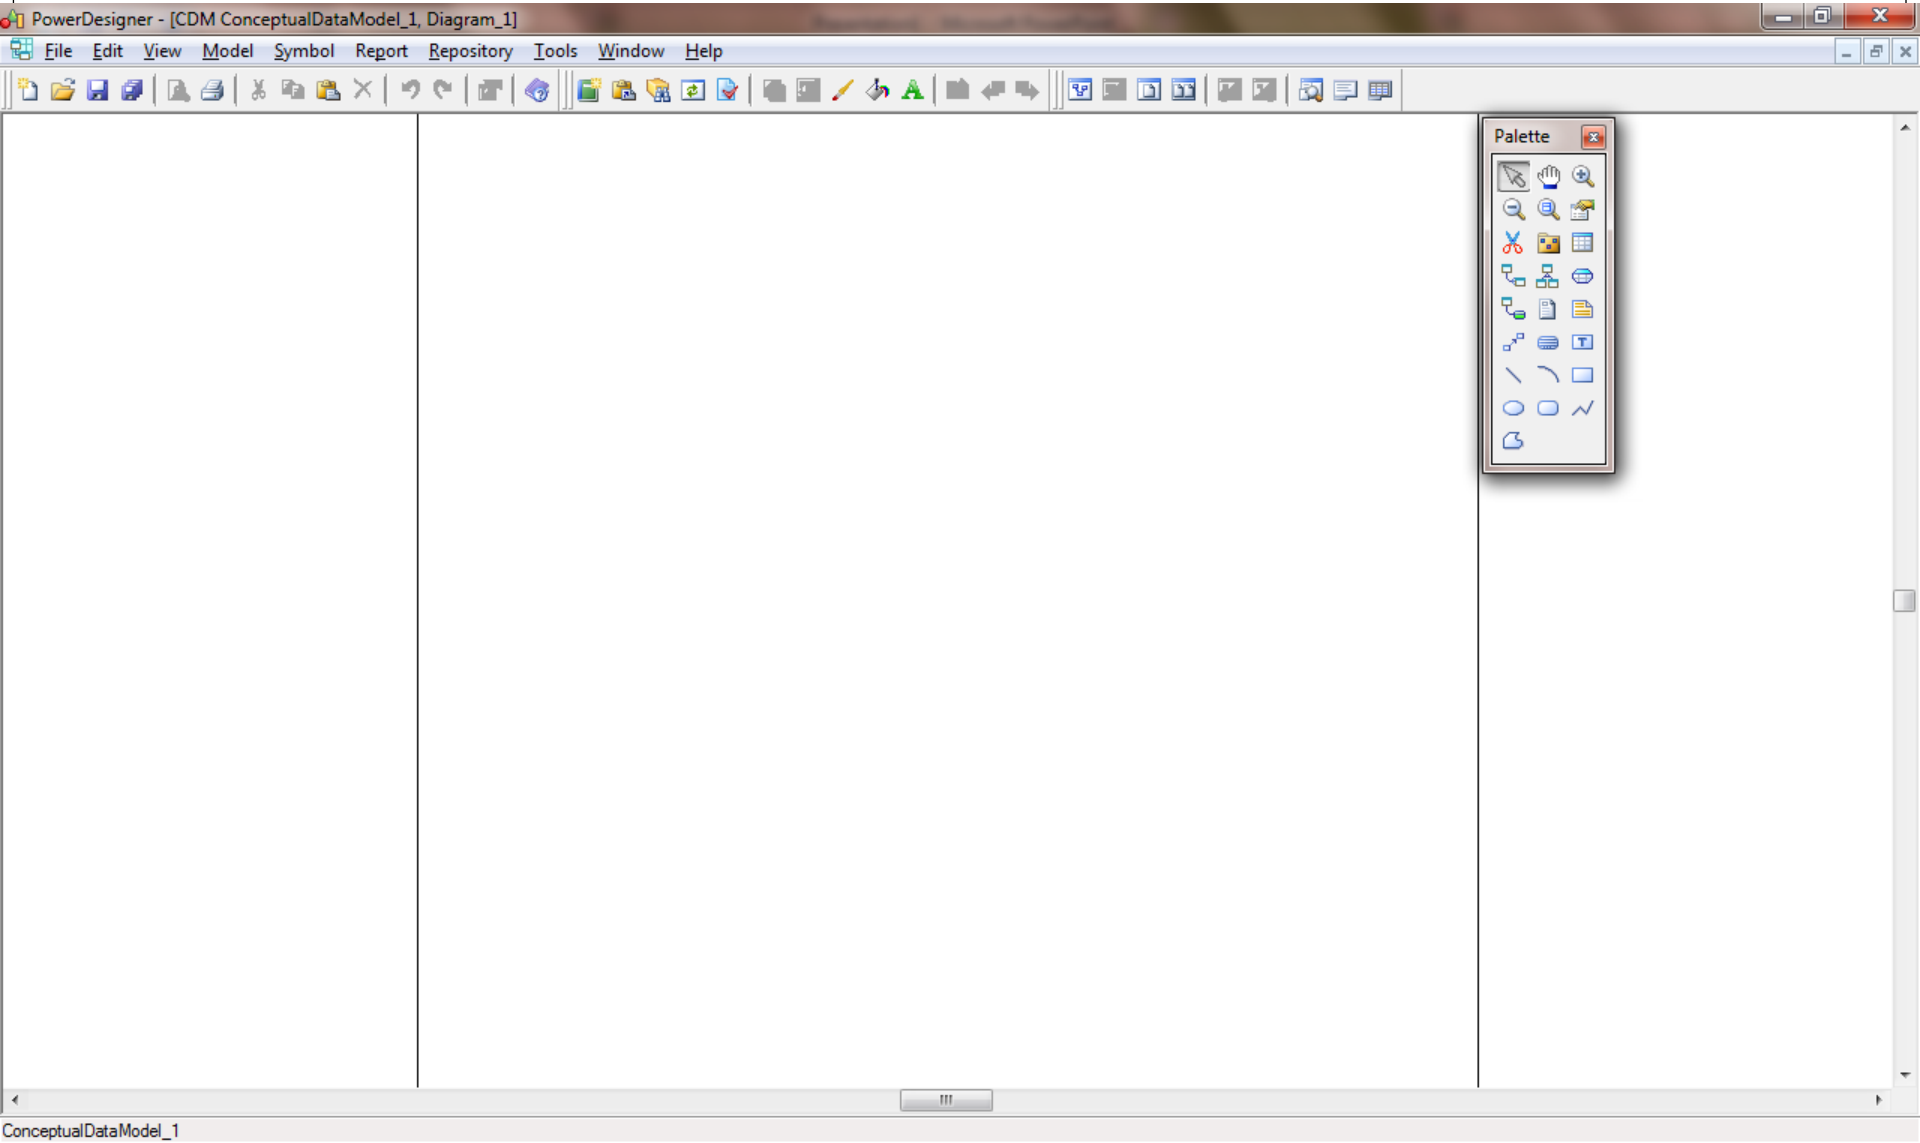 PowerDesigner - [CDM ConceptualDataModel_1, Diagram_1]
File Edit View Model Symbol Report Repository Tools Window Help
Palette
ConceptualDataModel_1